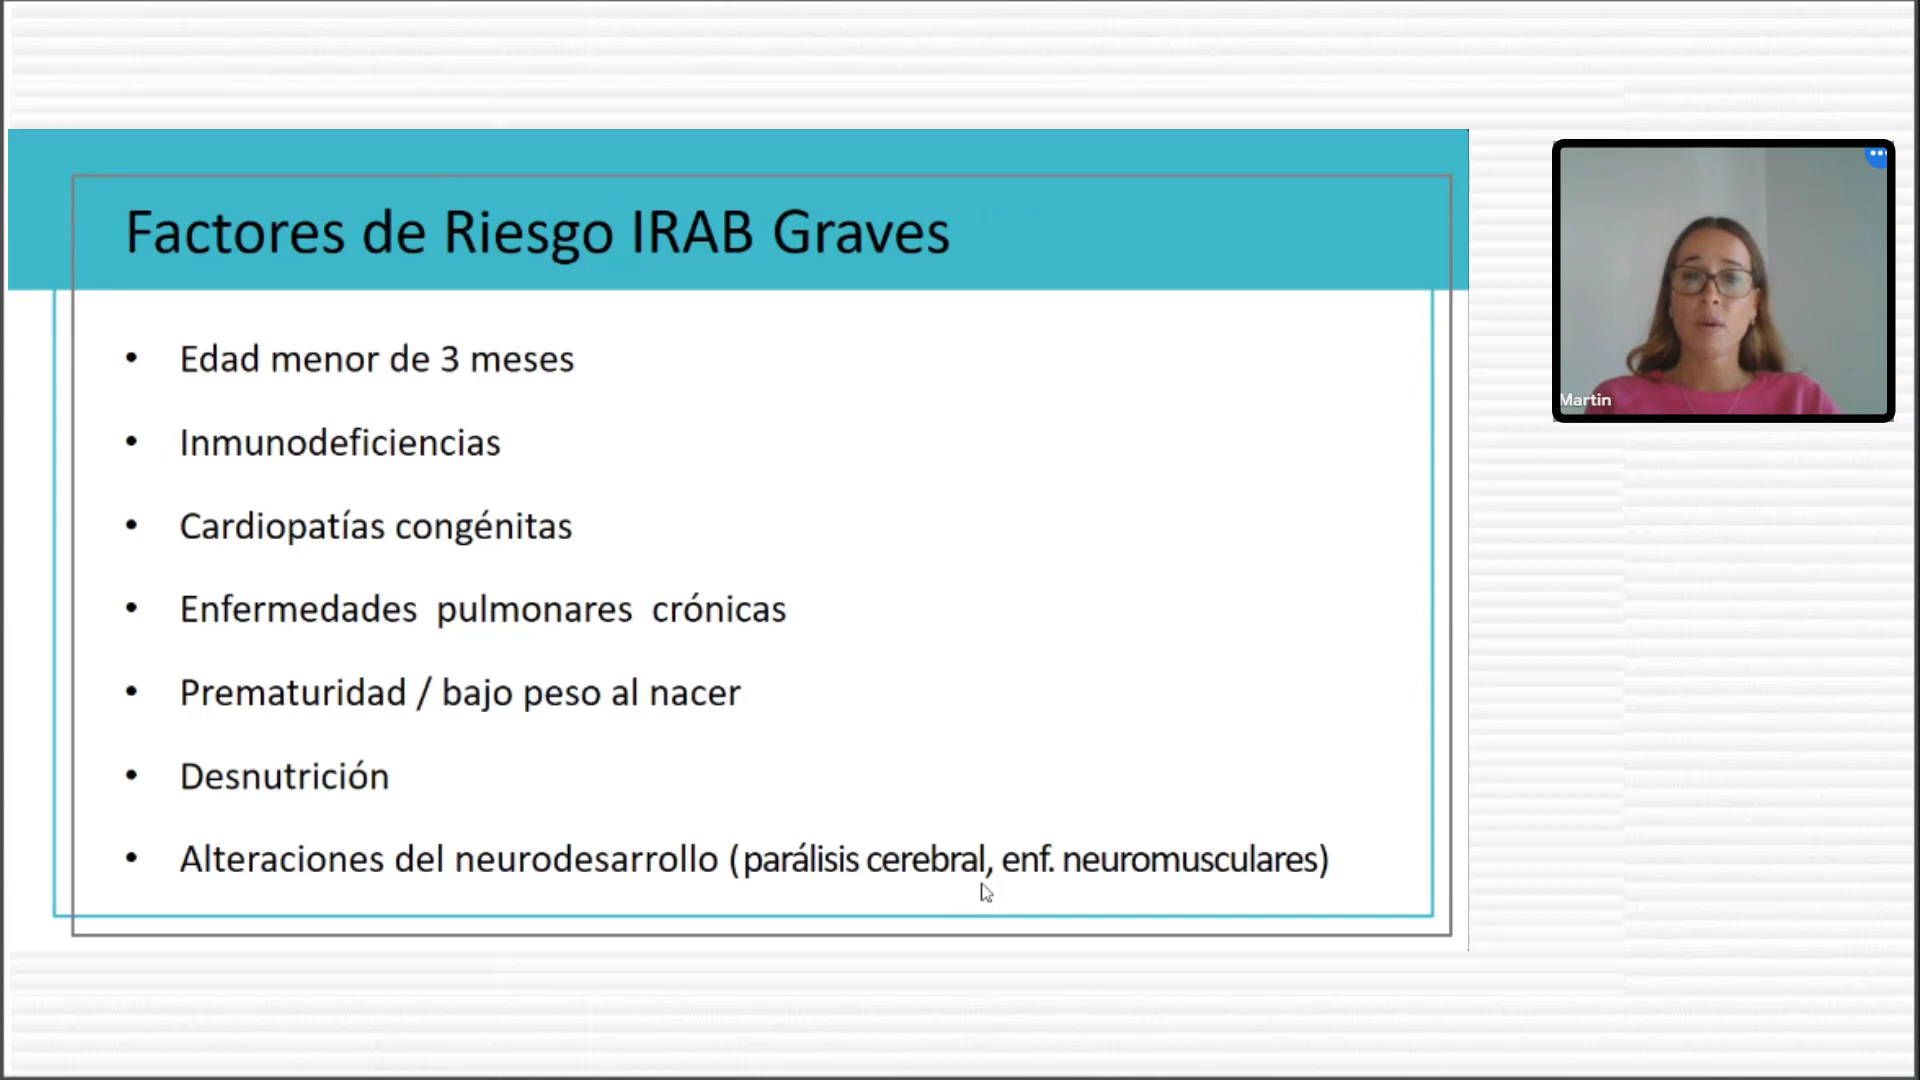 Factores de Riesgo IRAB Graves
• Edad menor de 3 meses
• Inmunodeficiencias
• Cardiopatías congénitas
• Enfermedades pulmonares crónicas
• Prematuridad / bajo peso al nacer
• Desnutrición
• Alteraciones del neurodesarrollo (parálisis cerebral, enf. neuromusculares)
Martin